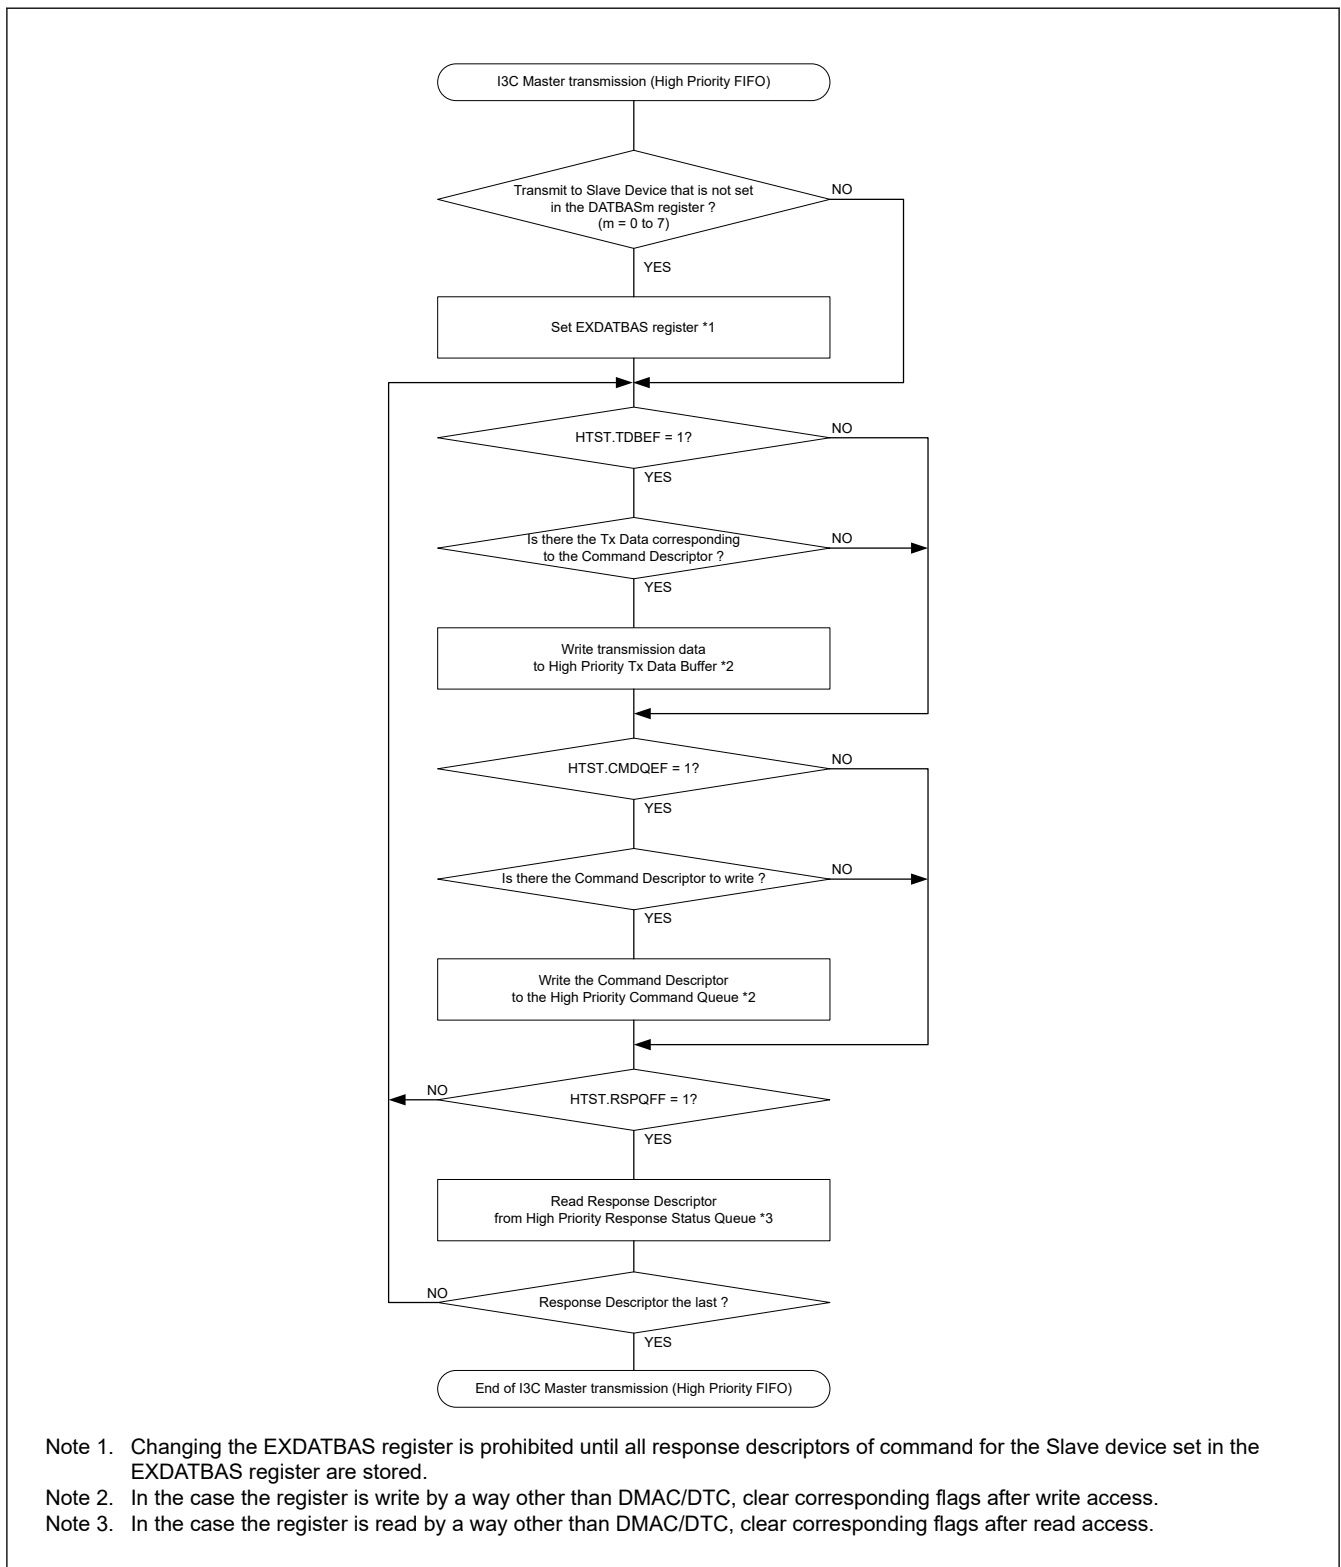 I3C Master transmission (High Priority FIFO)
Transmit to Slave Device that is not set
in the DATBASm register ?
(m = 0 to 7)
NO
YES
Set EXDATBAS register *1
HTST.TDBEF = 1?
NO
YES
Is there the Tx Data corresponding
to the Command Descriptor ?
NO
YES
Write transmission data
to High Priority Tx Data Buffer *2
HTST.CMDQEF = 1?
NO
YES
Is there the Command Descriptor to write ?
NO
YES
Write the Command Descriptor
to the High Priority Command Queue *2
NO
HTST.RSPQFF = 1?
YES
Read Response Descriptor
from High Priority Response Status Queue *3
NO
Response Descriptor the last ?
YES
End of I3C Master transmission (High Priority FIFO)
Note 1. Changing the EXDATBAS register is prohibited until all response descriptors of command for the Slave device set in the
EXDATBAS register are stored.
Note 2. In the case the register is write by a way other than DMAC/DTC, clear corresponding flags after write access.
Note 3. In the case the register is read by a way other than DMAC/DTC, clear corresponding flags after read access.